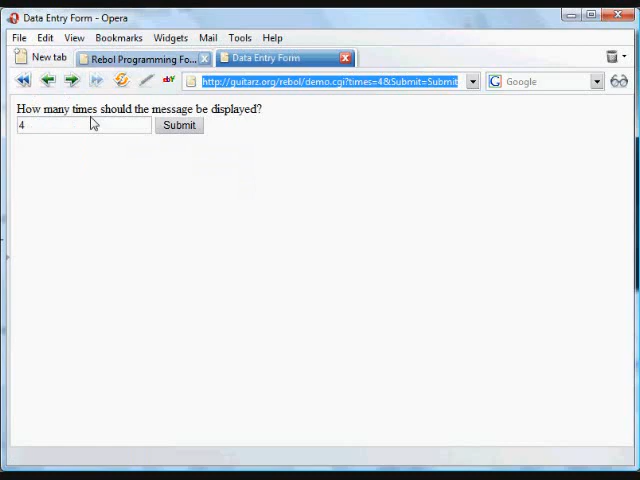 Data Entry Form - Opera
File Edit View Bookmarks Widgets Mail Tools Help
New tab Rebol Programming Fo... Data Entry Form
http://guitarz.org/rebol/demo.cgi?times=4&Submit=Submit Google
How many times should the message be displayed?
4 Submit